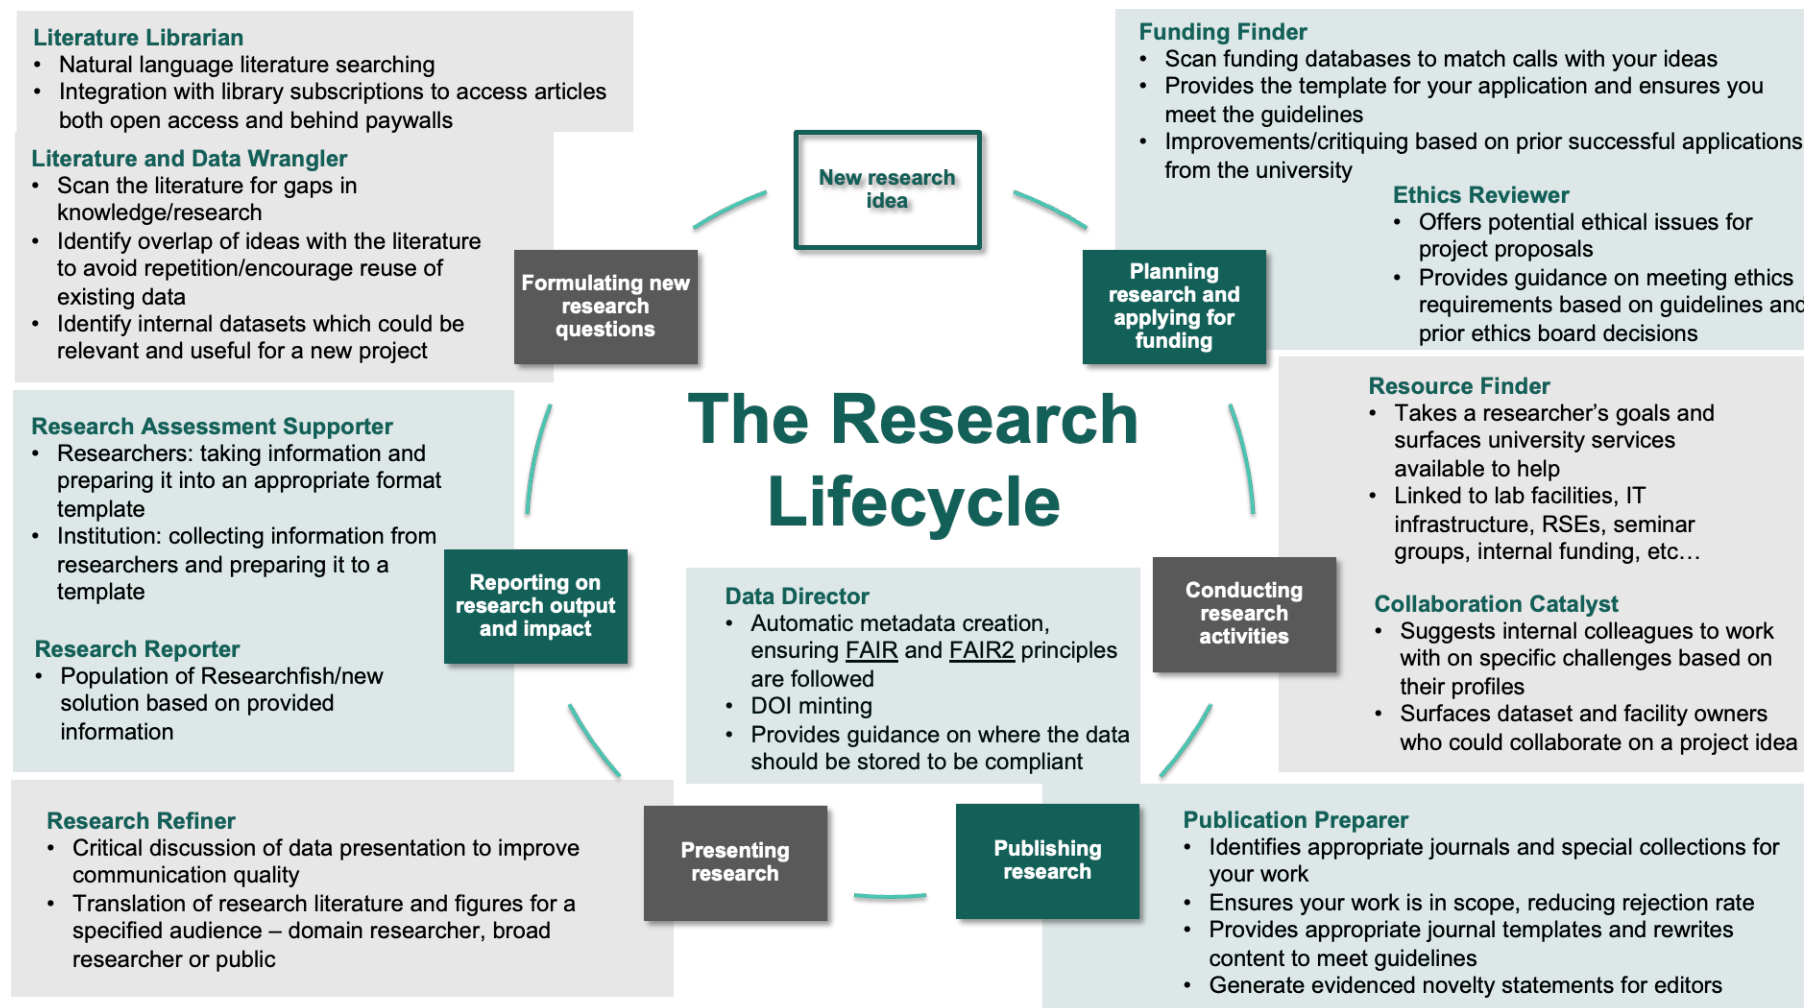 Literature Librarian
• Natural language literature searching
• Integration with library subscriptions to access articles
both open access and behind paywalls
Literature and Data Wrangler
• Scan the literature for gaps in
knowledge/research
• Identify overlap of ideas with the literature
to avoid repetition/encourage reuse of
existing data
• Identify internal datasets which could be
relevant and useful for a new project
Research Assessment Supporter
• Researchers: taking information and
preparing it into an appropriate format
template
• Institution: collecting information from
researchers and preparing it to a
template
Research Reporter
• Population of Researchfish/new
solution based on provided
information
Research Refiner
• Critical discussion of data presentation to improve
communication quality
• Translation of research literature and figures for a
specified audience – domain researcher, broad
researcher or public
New research
idea
Formulating new
research
questions
Planning
research and
applying for
funding
The Research
Lifecycle
Reporting on
research output
and impact
Conducting
research
activities
Data Director
• Automatic metadata creation,
ensuring FAIR and FAIR2 principles
are followed
• DOI minting
• Provides guidance on where the data
should be stored to be compliant
Presenting
research
Publishing
research
Funding Finder
• Scan funding databases to match calls with your ideas
• Provides the template for your application and ensures you
meet the guidelines
• Improvements/critiquing based on prior successful applications
from the university
Ethics Reviewer
• Offers potential ethical issues for
project proposals
• Provides guidance on meeting ethics
requirements based on guidelines and
prior ethics board decisions
Resource Finder
• Takes a researcher’s goals and
surfaces university services
available to help
• Linked to lab facilities, IT
infrastructure, RSEs, seminar
groups, internal funding, etc…
Collaboration Catalyst
• Suggests internal colleagues to work
with on specific challenges based on
their profiles
• Surfaces dataset and facility owners
who could collaborate on a project idea
Publication Preparer
• Identifies appropriate journals and special collections for
your work
• Ensures your work is in scope, reducing rejection rate
• Provides appropriate journal templates and rewrites
content to meet guidelines
• Generate evidenced novelty statements for editors